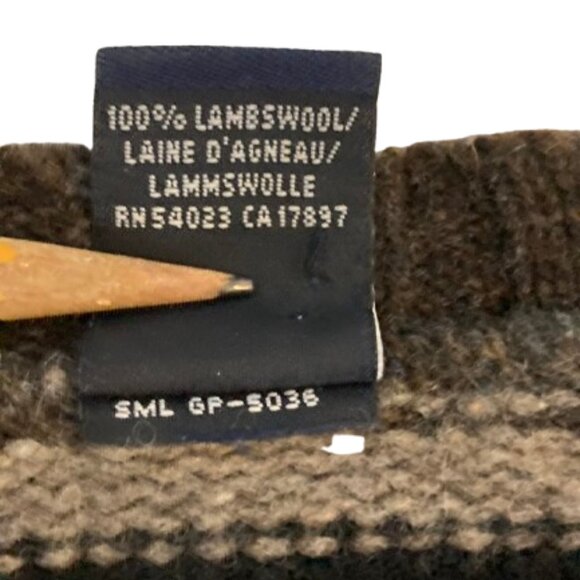 100% LAMBSWOOL/
LAINE D'AGNEAU/
LAMMSWOLLE
RN54023 CA17897
SML GP-5036